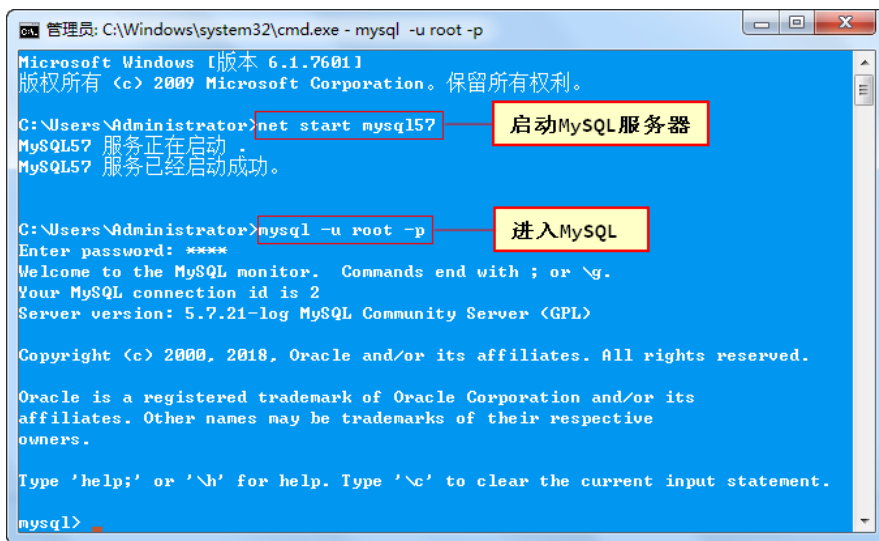 管理员: C:\Windows\system32\cmd.exe - mysql -u root -p
Microsoft Windows [版本 6.1.7601]
版权所有 (c) 2009 Microsoft Corporation。保留所有权利。
C:\Users\Administrator>net start mysql57
启动MySQL服务器
MySQL57 服务正在启动 .
MySQL57 服务已经启动成功。
C:\Users\Administrator>mysql -u root -p
进入MySQL
Enter password: ****
Welcome to the MySQL monitor.  Commands end with ; or \g.
Your MySQL connection id is 2
Server version: 5.7.21-log MySQL Community Server (GPL)
Copyright (c) 2000, 2018, Oracle and/or its affiliates. All rights reserved.
Oracle is a registered trademark of Oracle Corporation and/or its
affiliates. Other names may be trademarks of their respective
owners.
Type 'help;' or '\h' for help. Type '\c' to clear the current input statement.
mysql> _